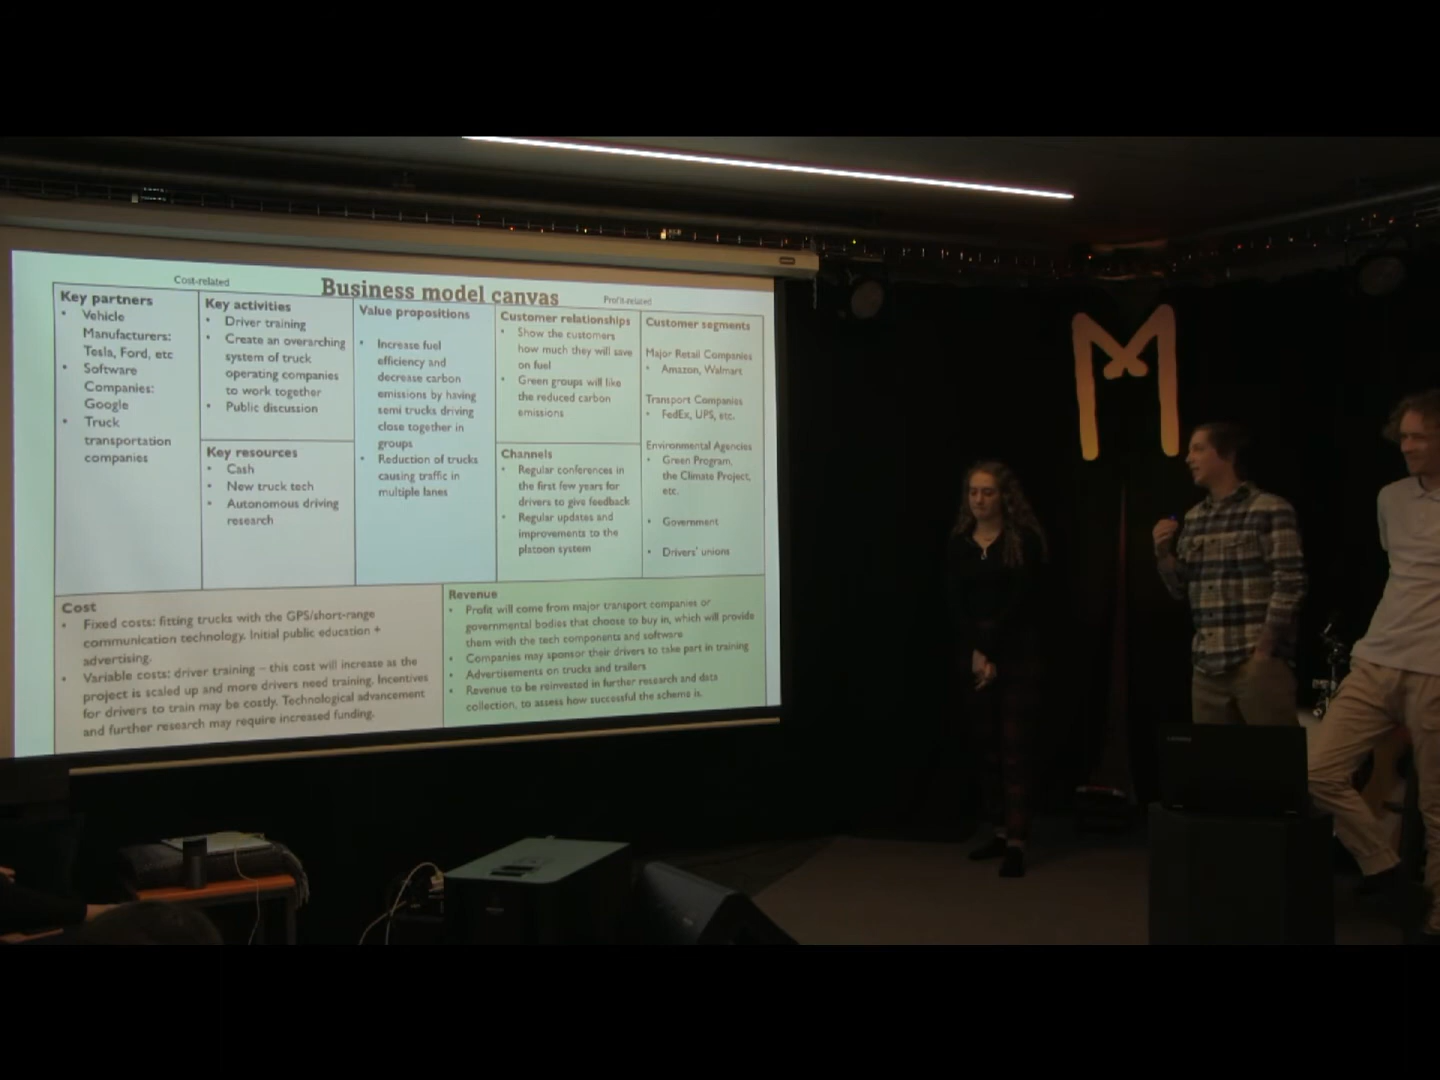 Cost-related
Business model canvas
Profit-related
Key partners
• Vehicle
Manufacturers:
Tesla, Ford, etc
• Software
Companies:
Google
• Truck
transportation
companies
Key activities
• Driver training
• Create an overarching
system of truck
operating companies
to work together
• Public discussion
Key resources
• Cash
• New truck tech
• Autonomous driving
research
Value propositions
• Increase fuel
efficiency and
decrease carbon
emissions by having
semi trucks driving
close together in
groups
• Reduction of trucks
causing traffic in
multiple lanes
Customer relationships
• Show the customers
how much they will save
on fuel
• Green groups will like
the reduced carbon
emissions
Channels
• Regular conferences in
the first few years for
drivers to give feedback
• Regular updates and
improvements to the
platoon system
Customer segments
Major Retail Companies
• Amazon, Walmart
Transport Companies
• FedEx, UPS, etc.
Environmental Agencies
• Green Program,
the Climate Project,
etc.
• Government
• Drivers' unions
Cost
• Fixed costs: fitting trucks with the GPS/short-range
communication technology. Initial public education +
advertising.
• Variable costs: driver training – this cost will increase as the
project is scaled up and more drivers need training. Incentives
for drivers to train may be costly. Technological advancement
and further research may require increased funding.
Revenue
• Profit will come from major transport companies or
governmental bodies that choose to buy in, which will provide
them with the tech components and software
• Companies may sponsor their drivers to take part in training
• Advertisements on trucks and trailers
• Revenue to be reinvested in further research and data
collection, to assess how successful the scheme is.